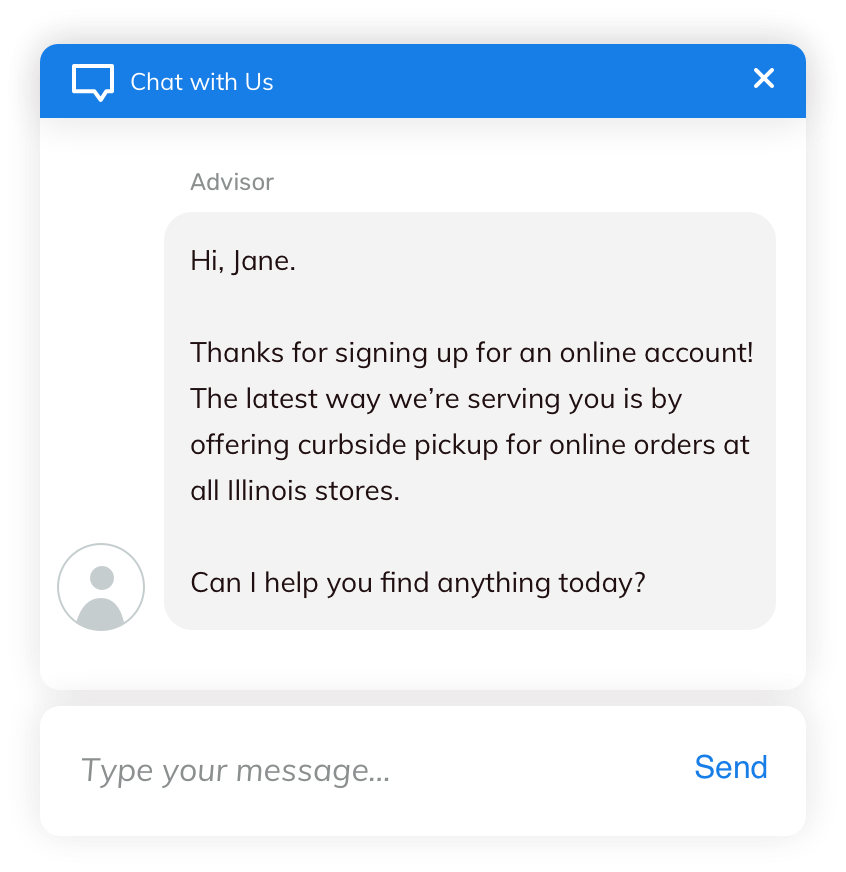 Chat with Us
Advisor
Hi, Jane.
Thanks for signing up for an online account!
The latest way we’re serving you is by
offering curbside pickup for online orders at
all Illinois stores.
Can I help you find anything today?
Type your message...
Send